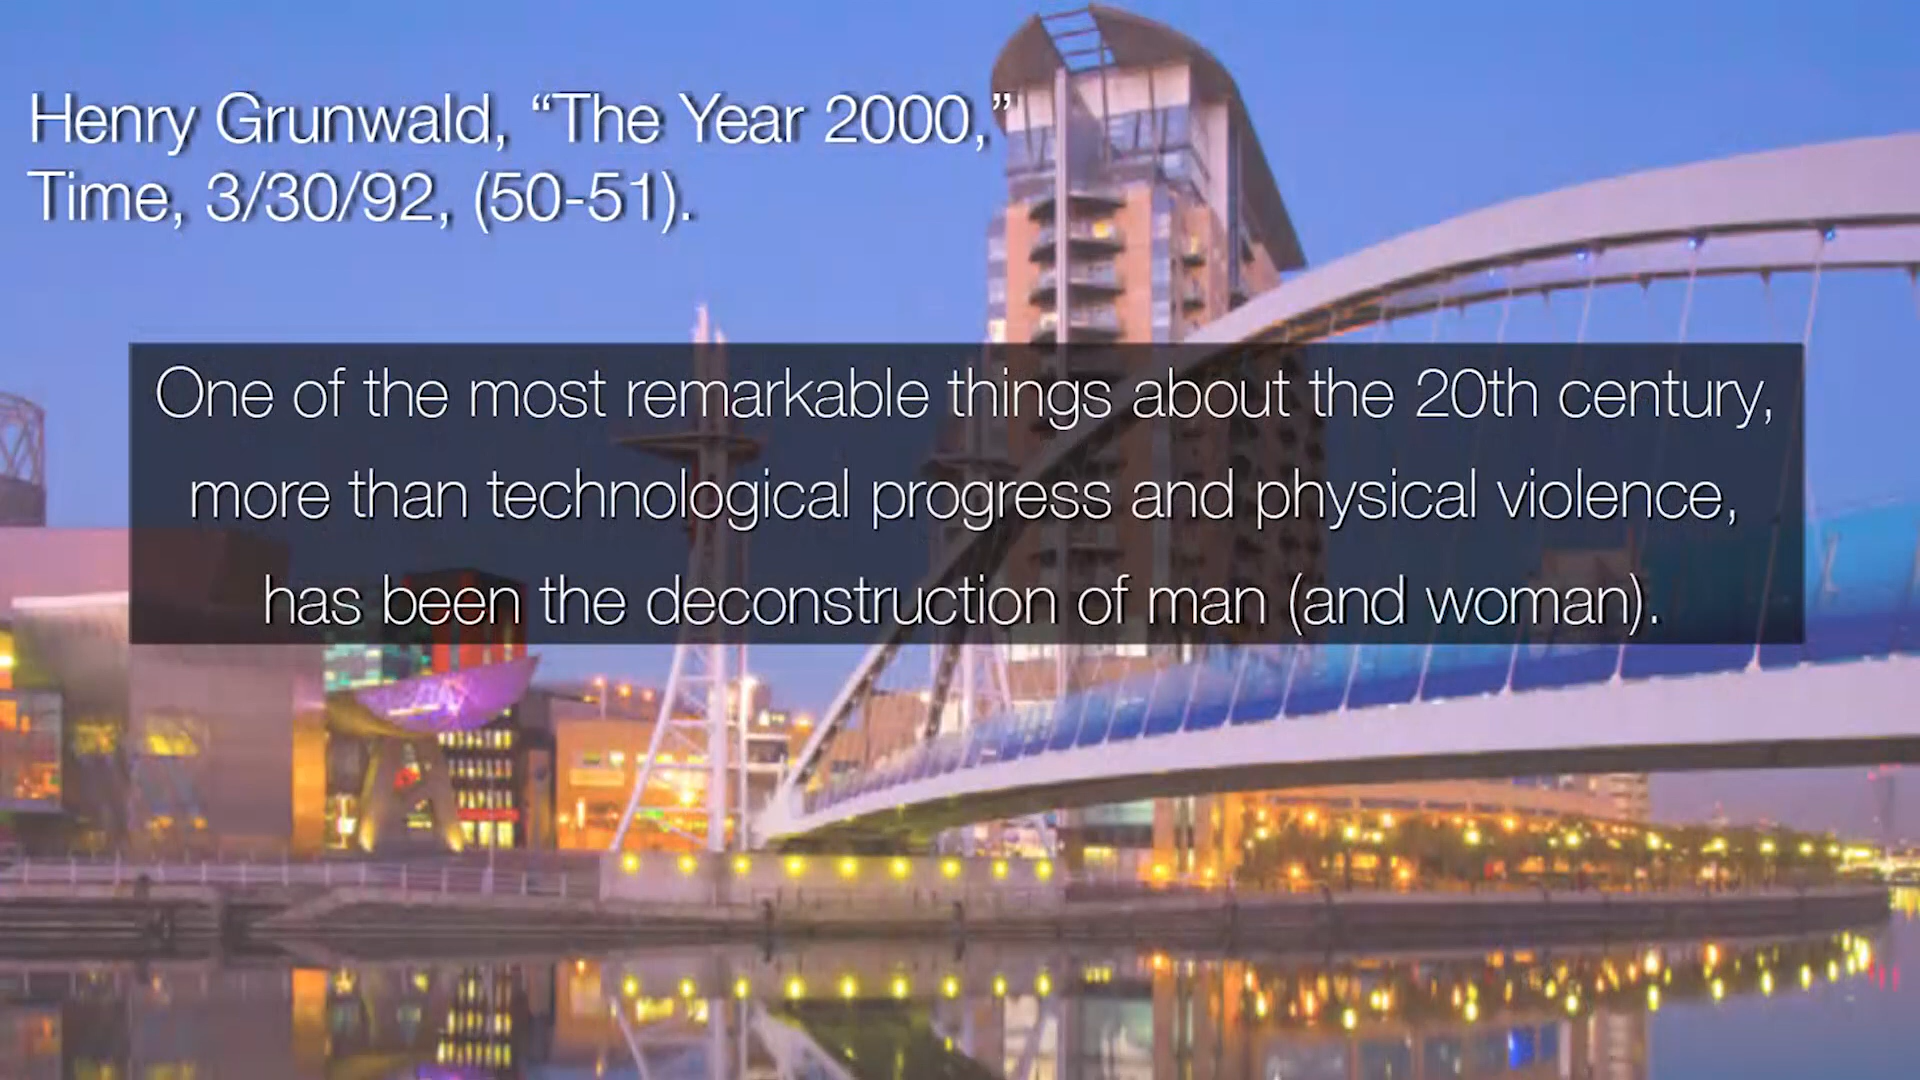 Henry Grunwald, “The Year 2000,”
Time, 3/30/92, (50-51).
One of the most remarkable things about the 20th century,
more than technological progress and physical violence,
has been the deconstruction of man (and woman).